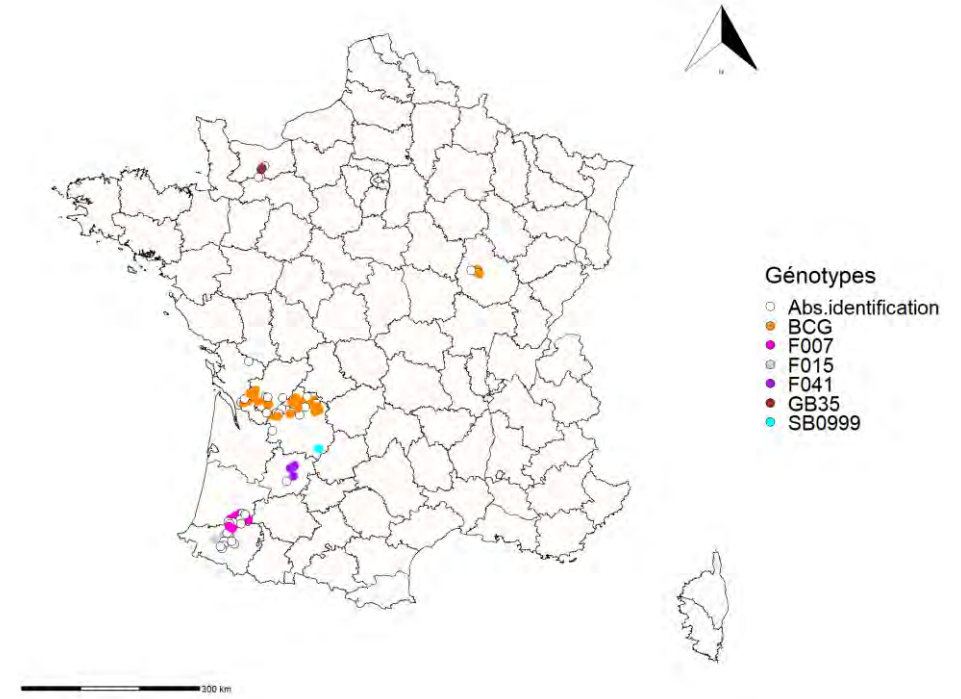 Génotypes
Abs.identification
BCG
F007
F015
F041
GB35
SB0999
300 km